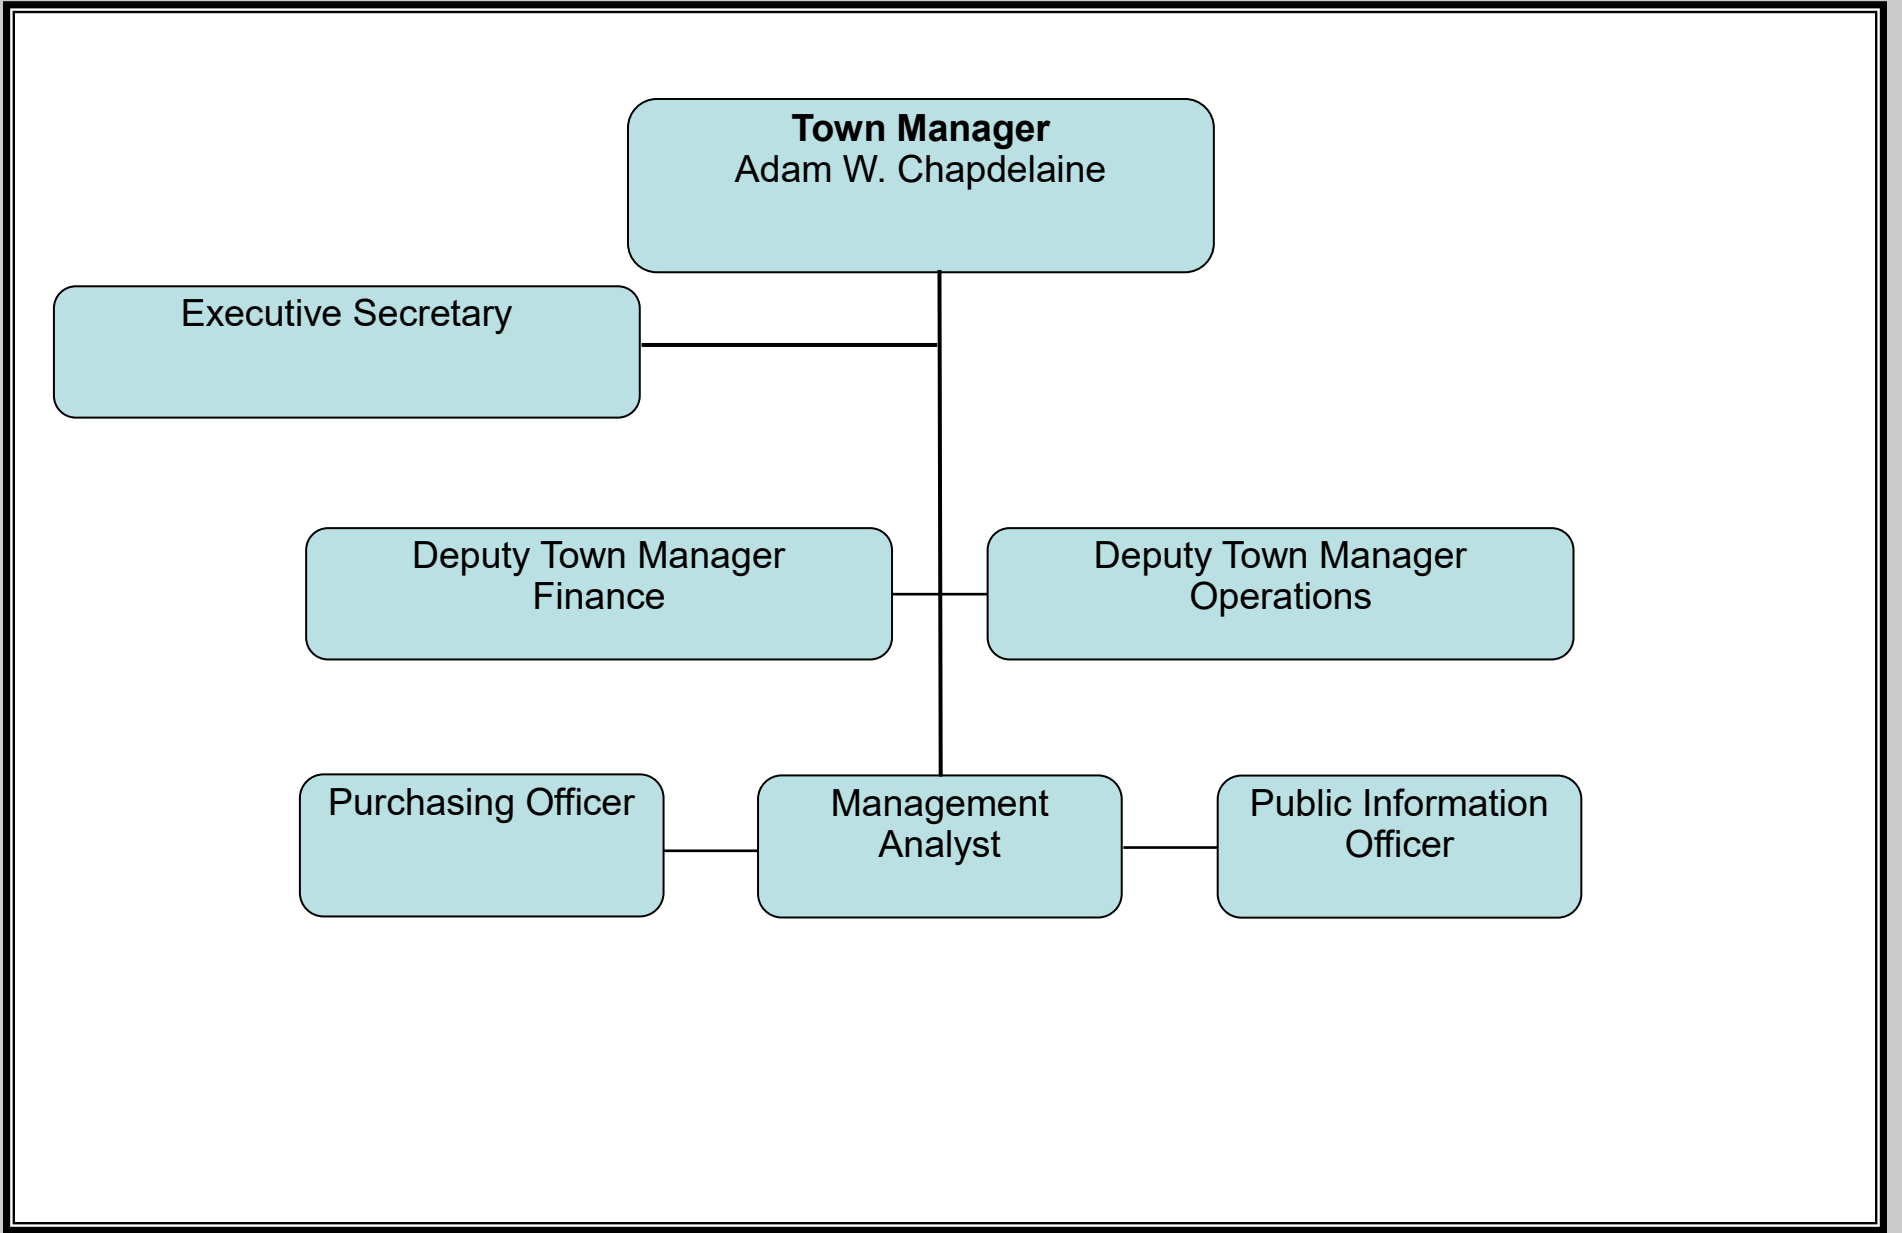 Town Manager
Adam W. Chapdelaine
Executive Secretary
Deputy Town Manager
Finance
Deputy Town Manager
Operations
Purchasing Officer
Management
Analyst
Public Information
Officer